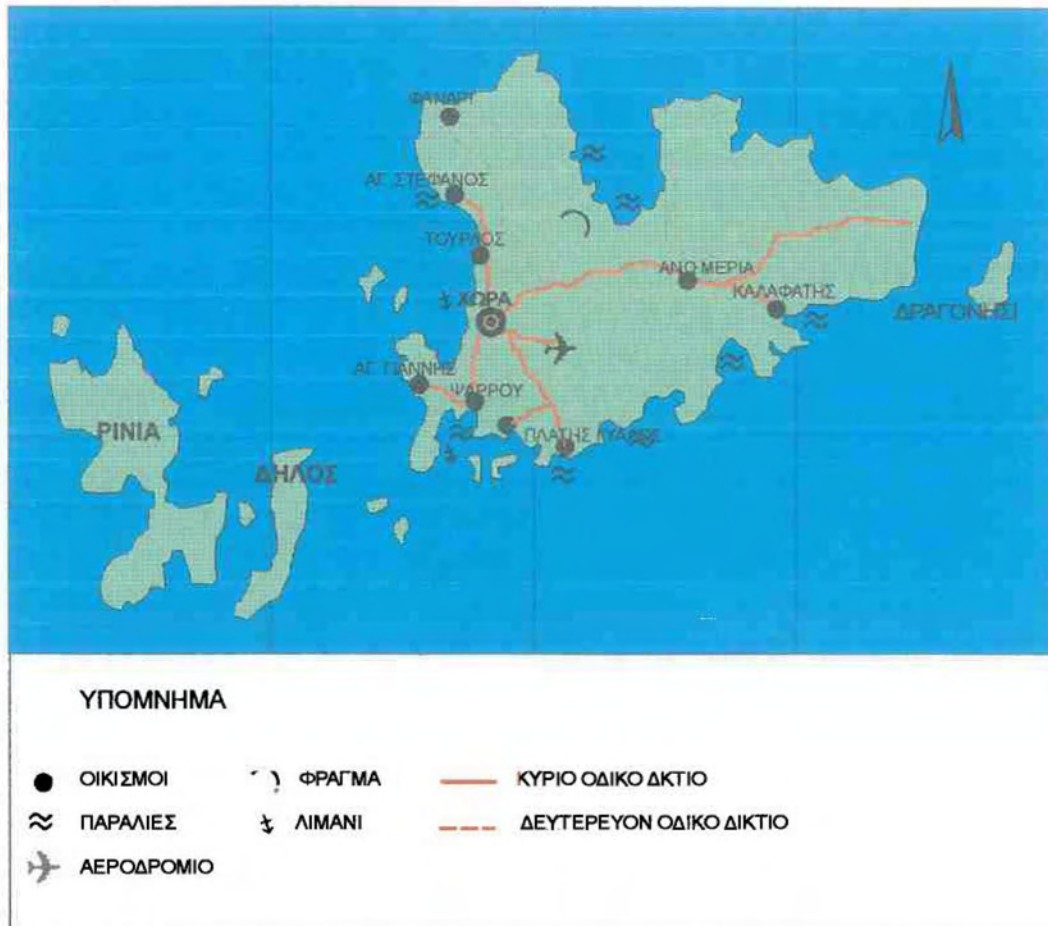 ΦΑΝΑΡΙ
ΑΓ.ΣΤΕΦΑΝΟΣ
ΤΟΥΡΛΟΣ
ΑΝΩ ΜΕΡΙΑ
ΧΩΡΑ
ΚΑΛΑΦΑΤΗΣ
ΔΡΑΓΟΝΗΣΙ
ΑΓ.ΓΙΑΝΝΗΣ
ΨΑΡΡΟΥ
ΡΙΝΙΑ
ΠΛΑΤΗΣ
ΔΗΛΟΣ
ΥΠΟΜΝΗΜΑ
ΟΙΚΙΣΜΟΙ ΦΡΑΓΜΑ ΚΥΡΙΟ ΟΔΙΚΟ ΔΚΤΙΟ
ΠΑΡΑΛΙΕΣ ΛΙΜΑΝΙ ΔΕΥΤΕΡΕΥΟΝ ΟΔΙΚΟ ΔΙΚΤΙΟ
ΑΕΡΟΔΡΟΜΙΟ